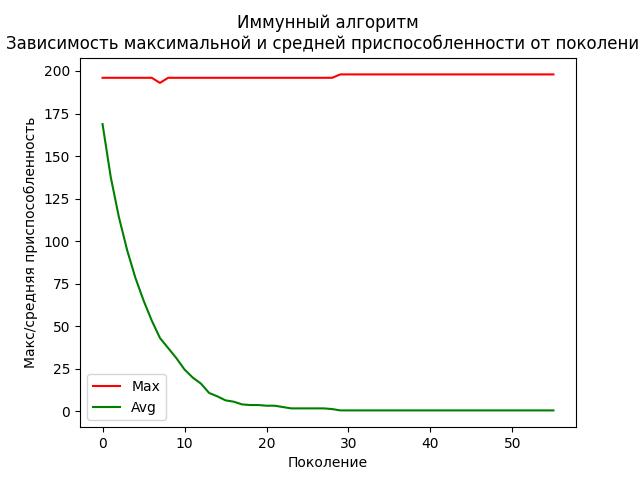 Иммунный алгоритм
Зависимость максимальной и средней приспособленности от поколени
Макс/средняя приспособленность
200
175
150
125
100
75
50
25
0
Max
Avg
0 10 20 30 40 50
Поколение